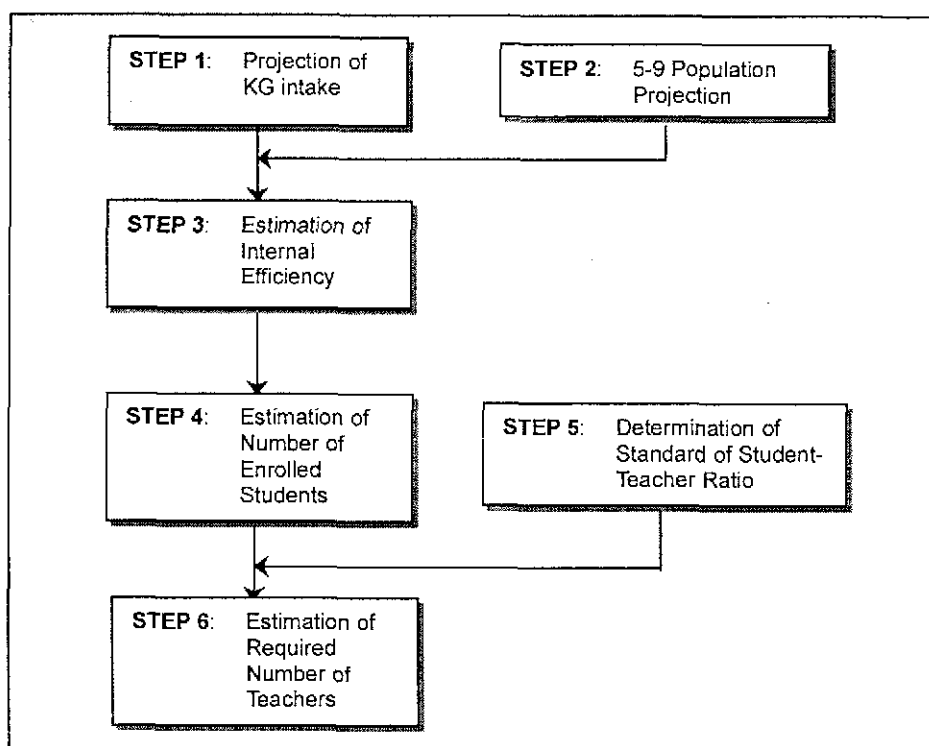 STEP 1: Projection of
KG intake
STEP 2: 5-9 Population
Projection
STEP 3: Estimation of
Internal
Efficiency
STEP 4: Estimation of
Number of
Enrolled
Students
STEP 5: Determination of
Standard of Student-
Teacher Ratio
STEP 6: Estimation of
Required
Number of
Teachers